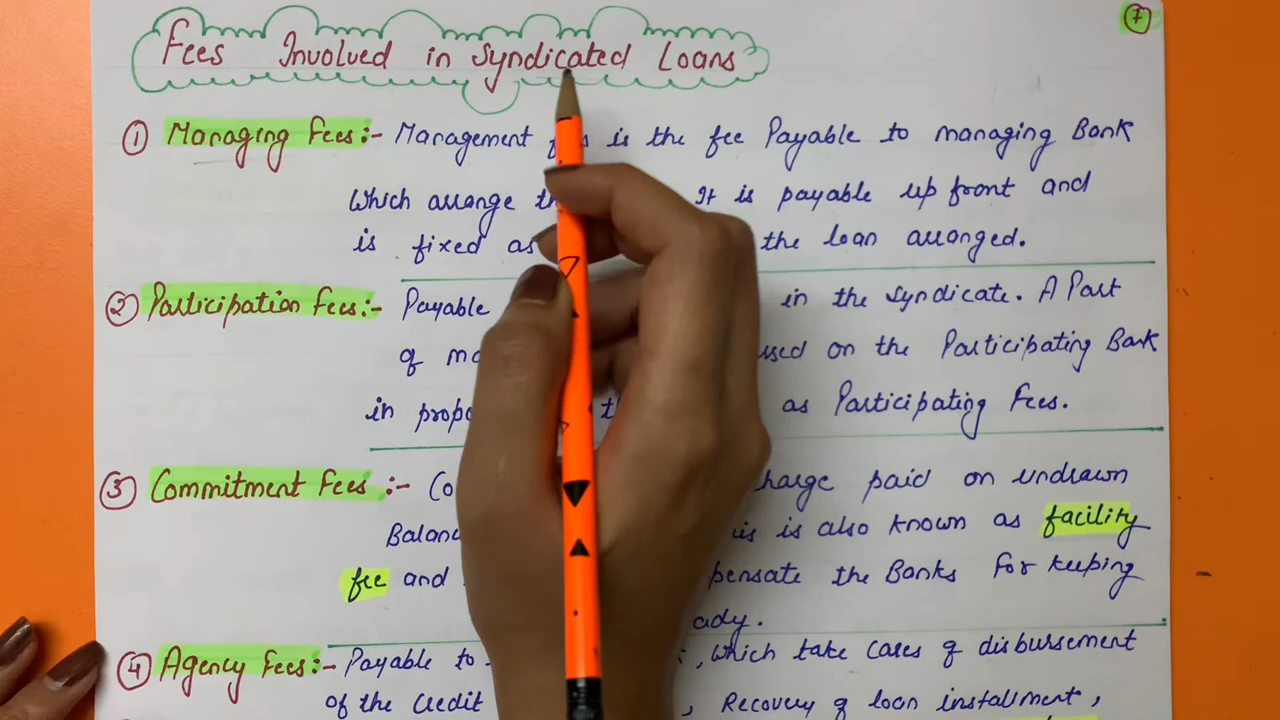 7
Fees Involved in Syndicated Loans
① Managing Fees:- Management is the fee Payable to managing Bank
Which arrange It is payable up front and
is fixed as the loan arranged.
② Participation Fees:- Payable in the Syndicate. A Part
of on the Participating Bank
in as Participating Fees.
③ Commitment Fees :- paid on undrawn
is also known as facility
fee and the Banks For keeping
④ Agency Fees:- Payable to , which take cases of disbursement
of the credit , Recovery of loan installment,